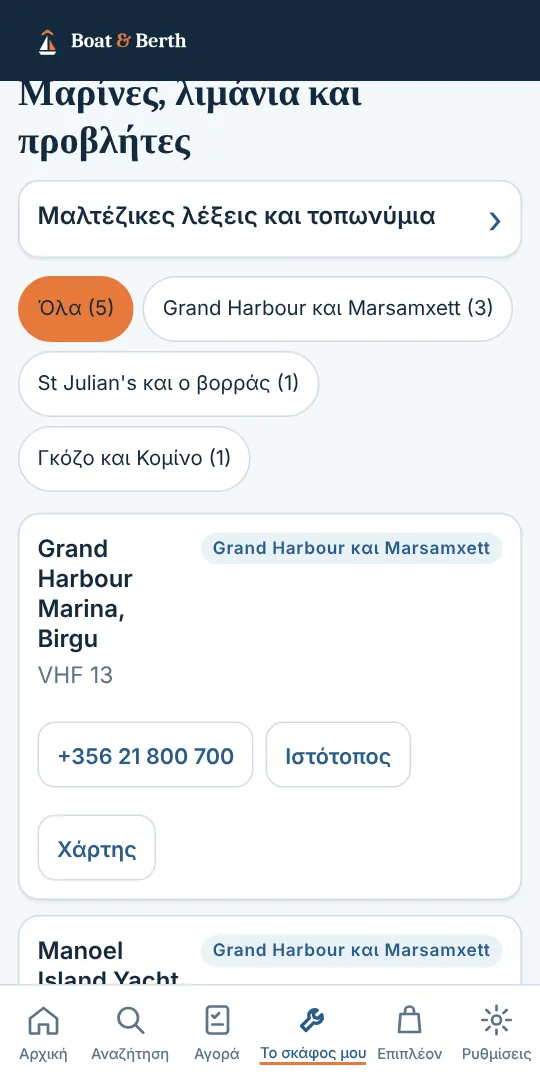 Boat & Berth
Μαρίνες, λιμάνια και
προβλήτες
Μαλτέζικες λέξεις και τοπωνύμια
Όλα (5)
Grand Harbour και Marsamxett (3)
St Julian's και ο βορράς (1)
Γκόζο και Κομίνο (1)
Grand
Harbour
Marina,
Birgu
Grand Harbour και Marsamxett
VHF 13
+356 21 800 700
Ιστότοπος
Χάρτης
Manoel
Island Yacht
Grand Harbour και Marsamxett
Αρχική
Αναζήτηση
Αγορά
Το σκάφος μου
Επιπλέον
Ρυθμίσεις